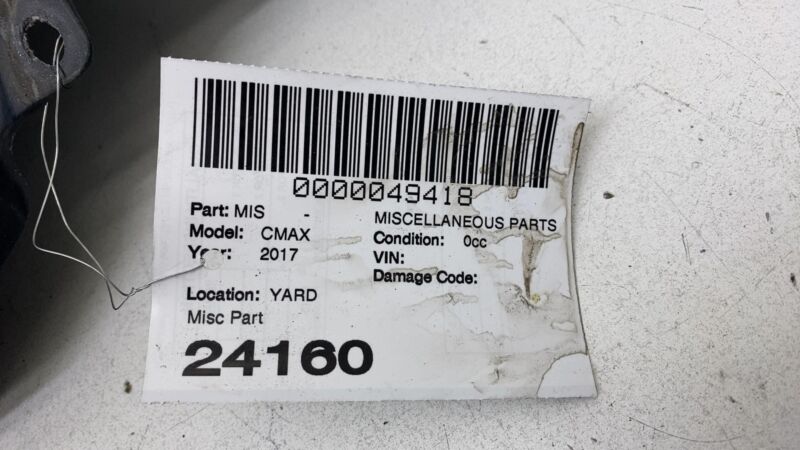 0000049418
Part: MIS - MISCELLANEOUS PARTS
Model: CMAX Condition: 0cc
Year: 2017 VIN:
Damage Code:
Location: YARD
Misc Part
24160